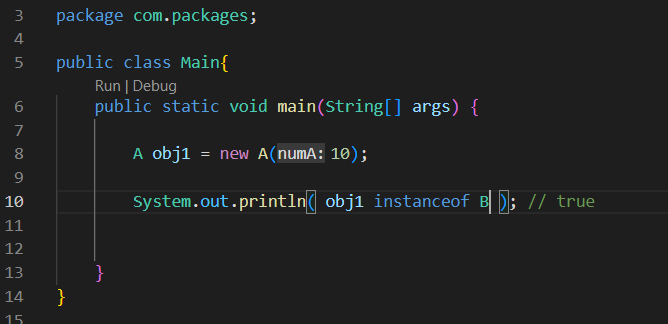 3 package com.packages;
4
5 public class Main{
Run | Debug
6 public static void main(String[] args) {
7
8 A obj1 = new A(numA: 10);
9
10 System.out.println( obj1 instanceof B ); // true
11
12
13 }
14 }
15